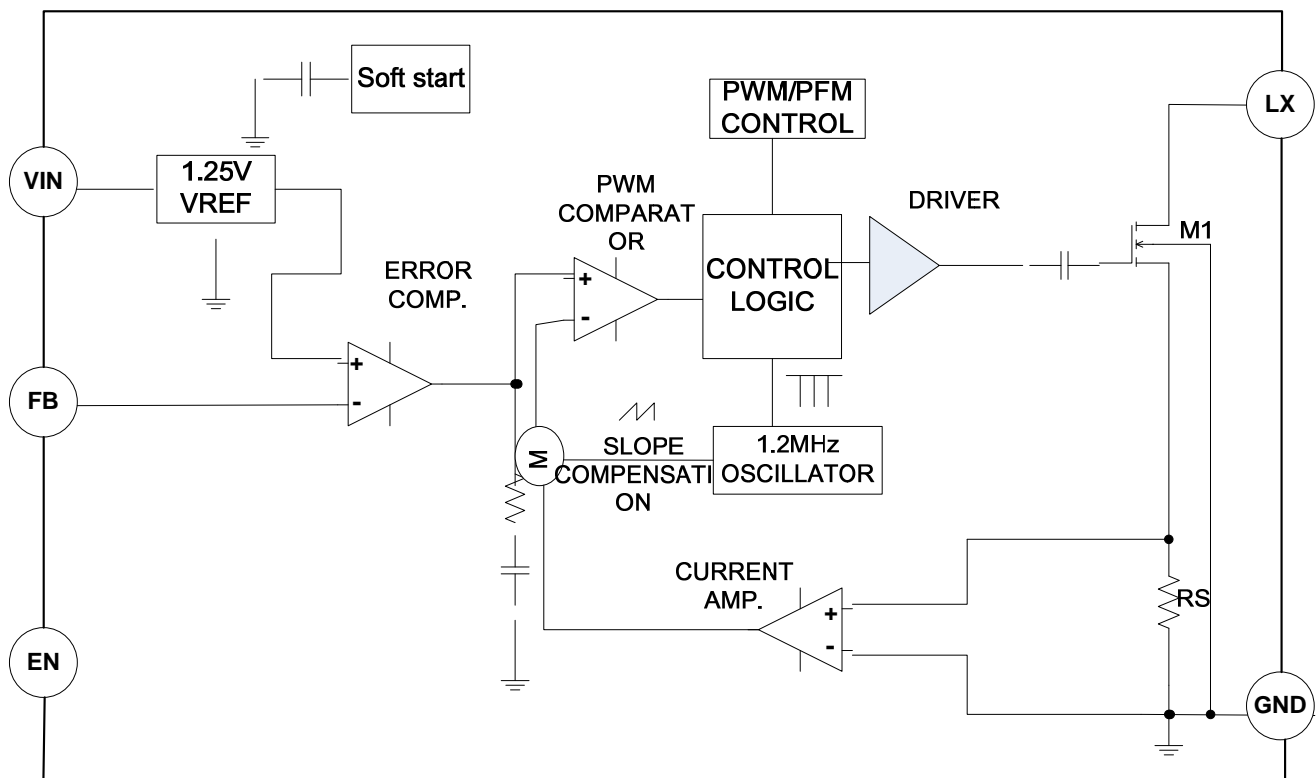 Soft start
PWM/PFM
CONTROL
LX
VIN
1.25V
VREF
PWM
COMPARAT
OR
DRIVER
M1
ERROR
COMP.
+
-
CONTROL
LOGIC
FB
+
-
M
SLOPE
COMPENSATI
ON
1.2MHz
OSCILLATOR
CURRENT
AMP.
+
-
RS
EN
GND